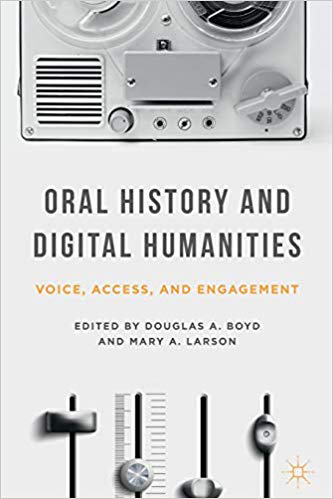 ORAL HISTORY AND
DIGITAL HUMANITIES
VOICE, ACCESS, AND ENGAGEMENT
EDITED BY DOUGLAS A. BOYD
AND MARY A. LARSON